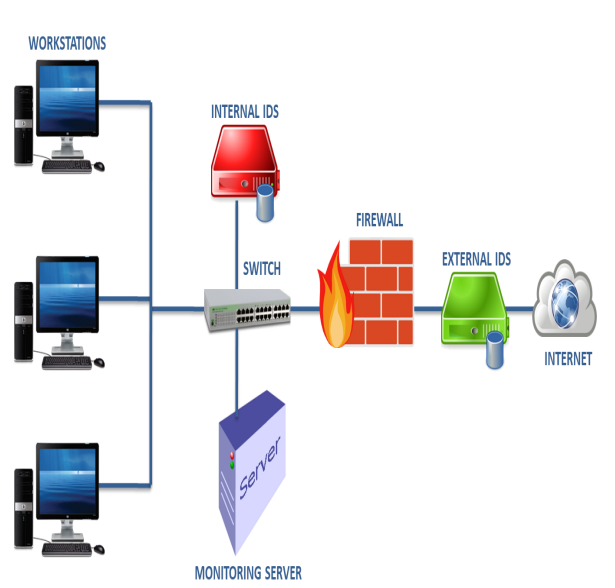 WORKSTATIONS
INTERNAL IDS
FIREWALL
SWITCH
EXTERNAL IDS
INTERNET
Server
MONITORING SERVER